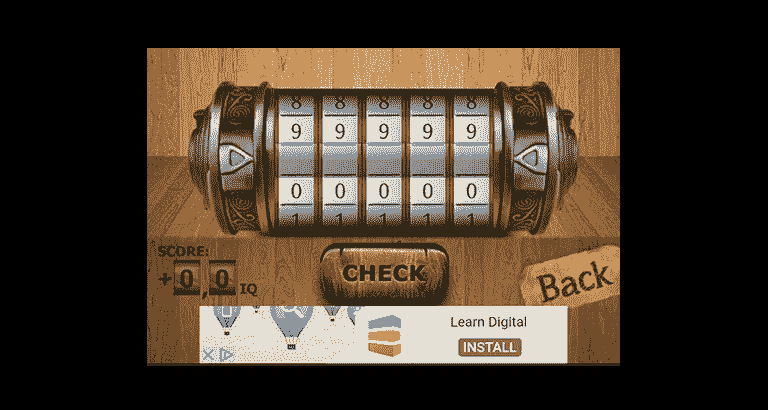 8 8 8 8 8
9 9 9 9 9
0 0 0 0 0
1 1 1 1 1
SCORE:
+0,0 IQ
CHECK
Back
Learn Digital
INSTALL